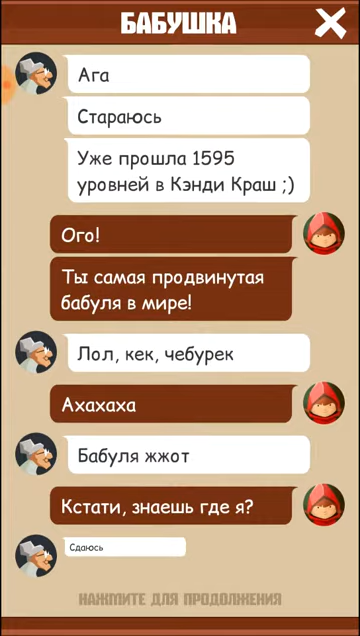 БАБУШКА
Ага
Стараюсь
Уже прошла 1595
уровней в Кэнди Краш ;)
Ого!
Ты самая продвинутая
бабуля в мире!
Лол, кек, чебурек
Ахахаха
Бабуля жжот
Кстати, знаешь где я?
Сдаюсь
НАЖМИТЕ ДЛЯ ПРОДОЛЖЕНИЯ